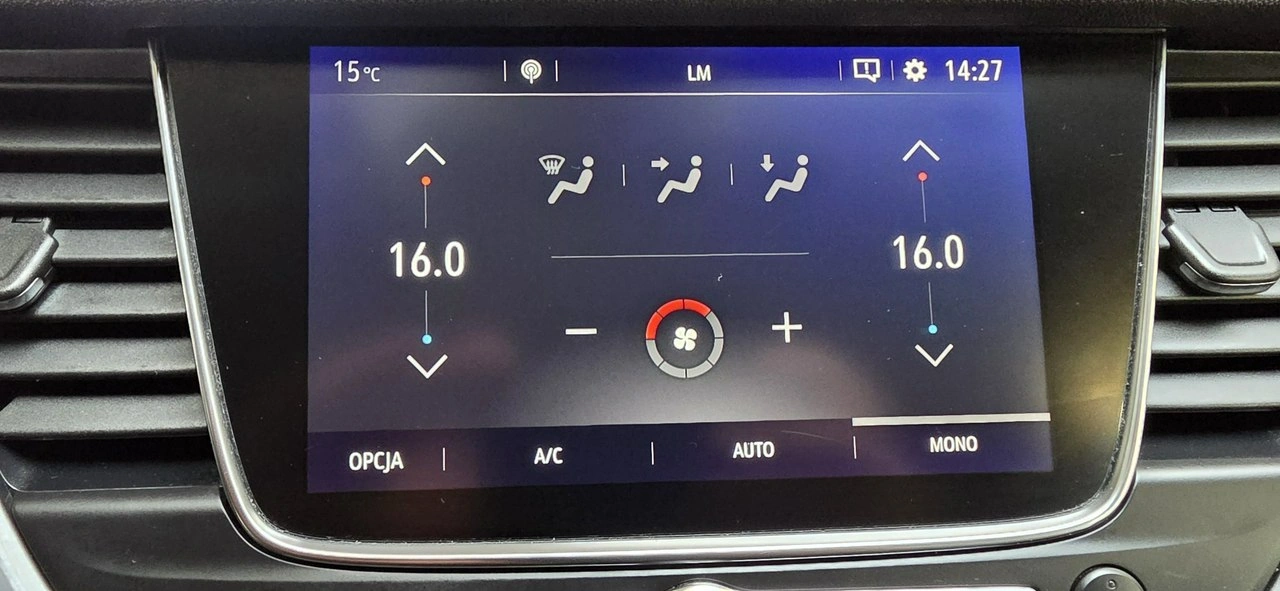 15°C LM 14:27
16.0 16.0
OPCJA A/C AUTO MONO